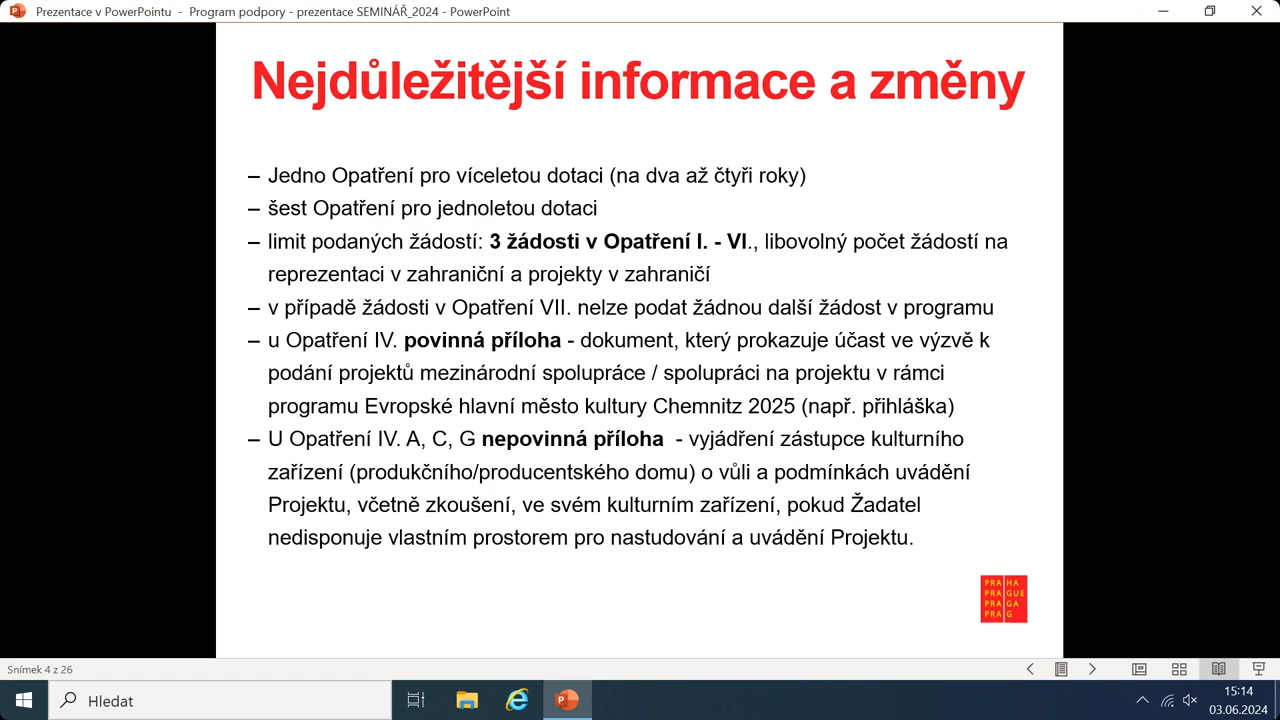 Prezentace v PowerPointu - Program podpory - prezentace SEMINÁŘ_2024 - PowerPoint
Nejdůležitější informace a změny
– Jedno Opatření pro víceletou dotaci (na dva až čtyři roky)
– šest Opatření pro jednoletou dotaci
– limit podaných žádostí: 3 žádosti v Opatření I. - VI., libovolný počet žádostí na
reprezentaci v zahraniční a projekty v zahraničí
– v případě žádosti v Opatření VII. nelze podat žádnou další žádost v programu
– u Opatření IV. povinná příloha - dokument, který prokazuje účast ve výzvě k
podání projektů mezinárodní spolupráce / spolupráci na projektu v rámci
programu Evropské hlavní město kultury Chemnitz 2025 (např. přihláška)
– U Opatření IV. A, C, G nepovinná příloha - vyjádření zástupce kulturního
zařízení (produkčního/producentského domu) o vůli a podmínkách uvádění
Projektu, včetně zkoušení, ve svém kulturním zařízení, pokud Žadatel
nedisponuje vlastním prostorem pro nastudování a uvádění Projektu.
PRA HA
PRA GUE
PRA GA
PRA G
Snímek 4 z 26
Hledat
15:14
03.06.2024